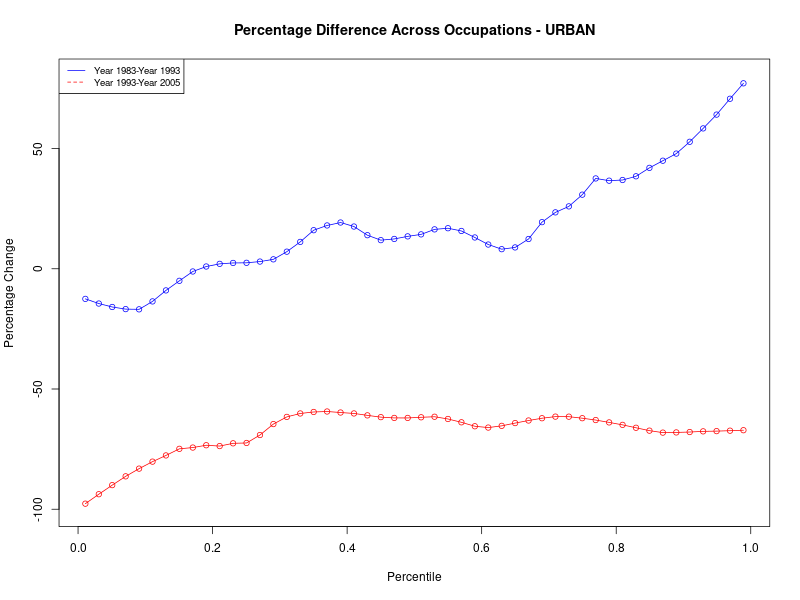 Percentage Difference Across Occupations - URBAN
Year 1983-Year 1993
Year 1993-Year 2005
Percentage Change
50
0
-50
-100
0.0 0.2 0.4 0.6 0.8 1.0
Percentile